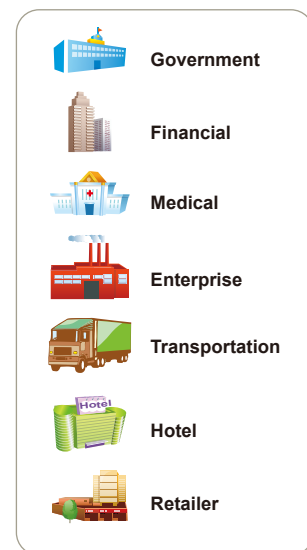 Government
Financial
Medical
Enterprise
Transportation
Hotel
Hotel
Retailer